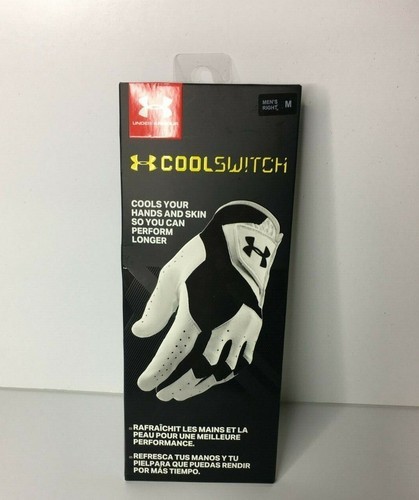 UNDER ARMOUR
MEN'S
RIGHT
M
COOLSWITCH
COOLS YOUR
HANDS AND SKIN
SO YOU CAN
PERFORM
LONGER
RAFRAÎCHIT LES MAINS ET LA
PEAU POUR UNE MEILLEURE
PERFORMANCE.
REFRESCA TUS MANOS Y TU
PIELPARA QUE PUEDAS RENDIR
POR MÁS TIEMPO.